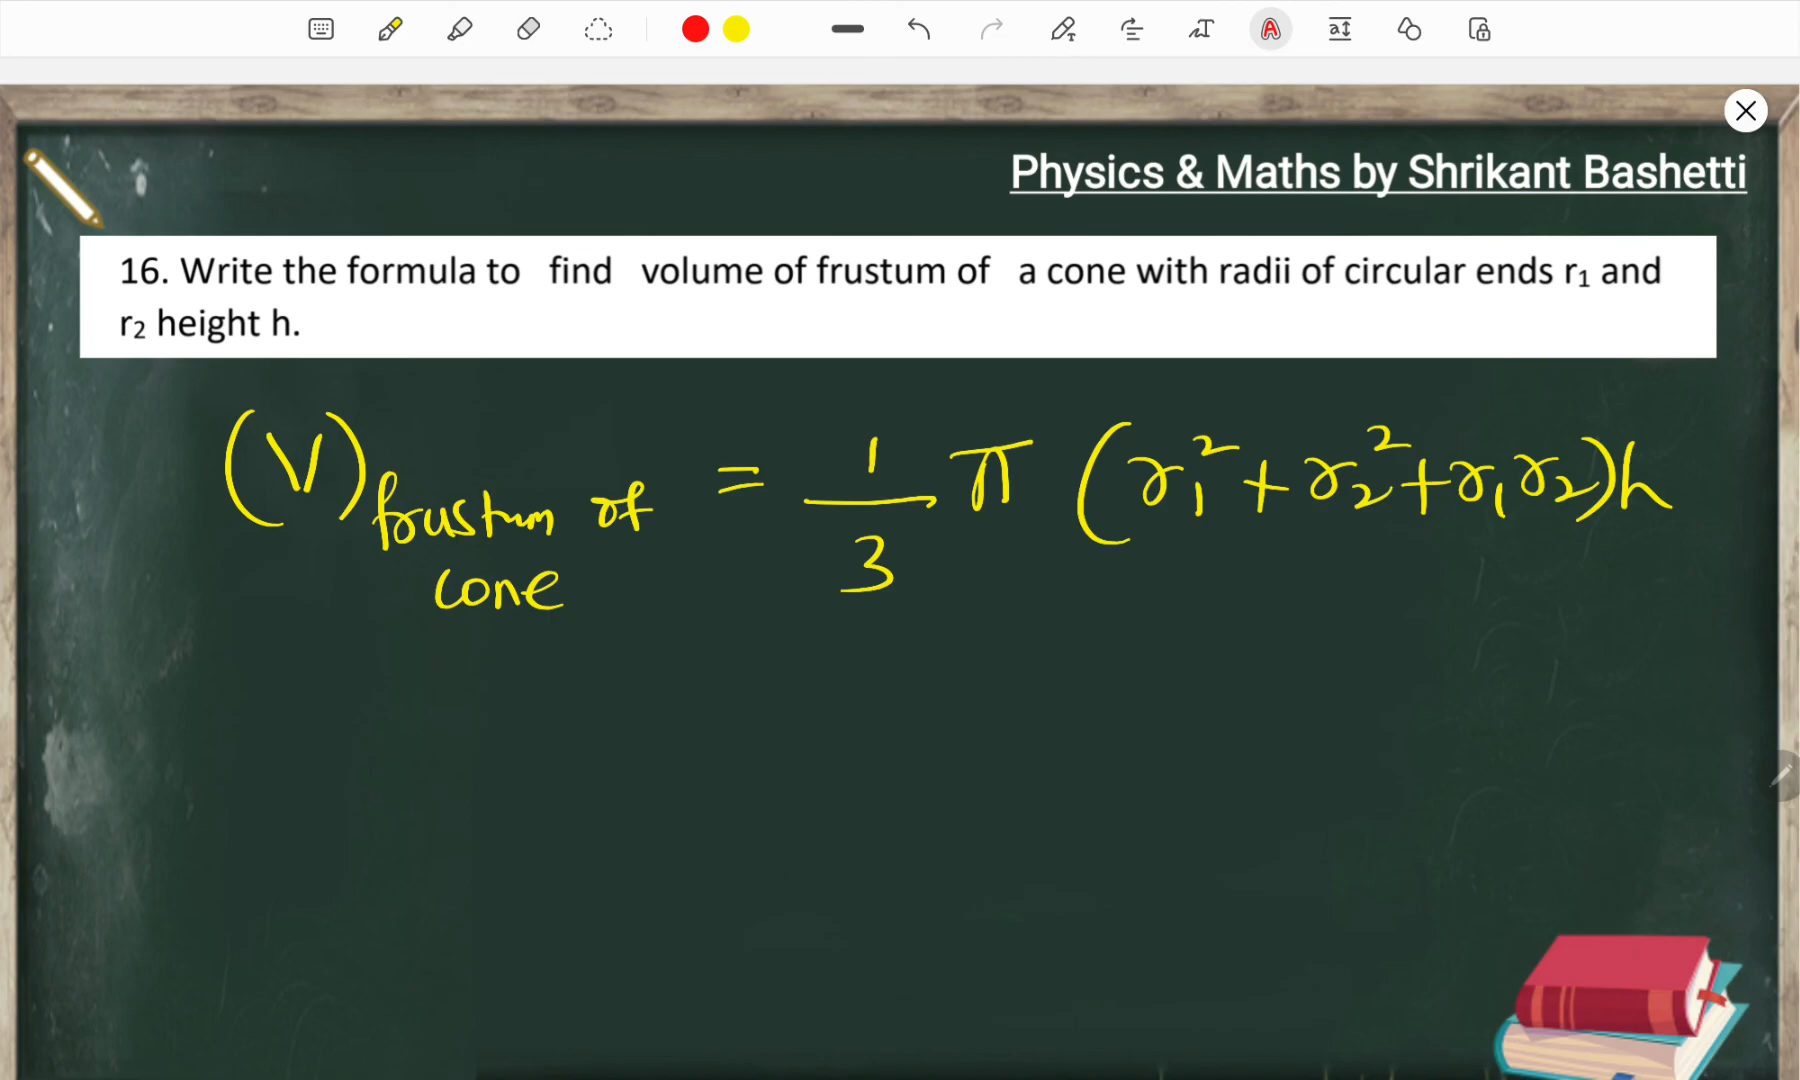 Physics & Maths by Shrikant Bashetti
16. Write the formula to find volume of frustum of a cone with radii of circular ends r₁ and
r₂ height h.
(V) frustum of cone = 1/3 π (r₁² + r₂² + r₁r₂)h